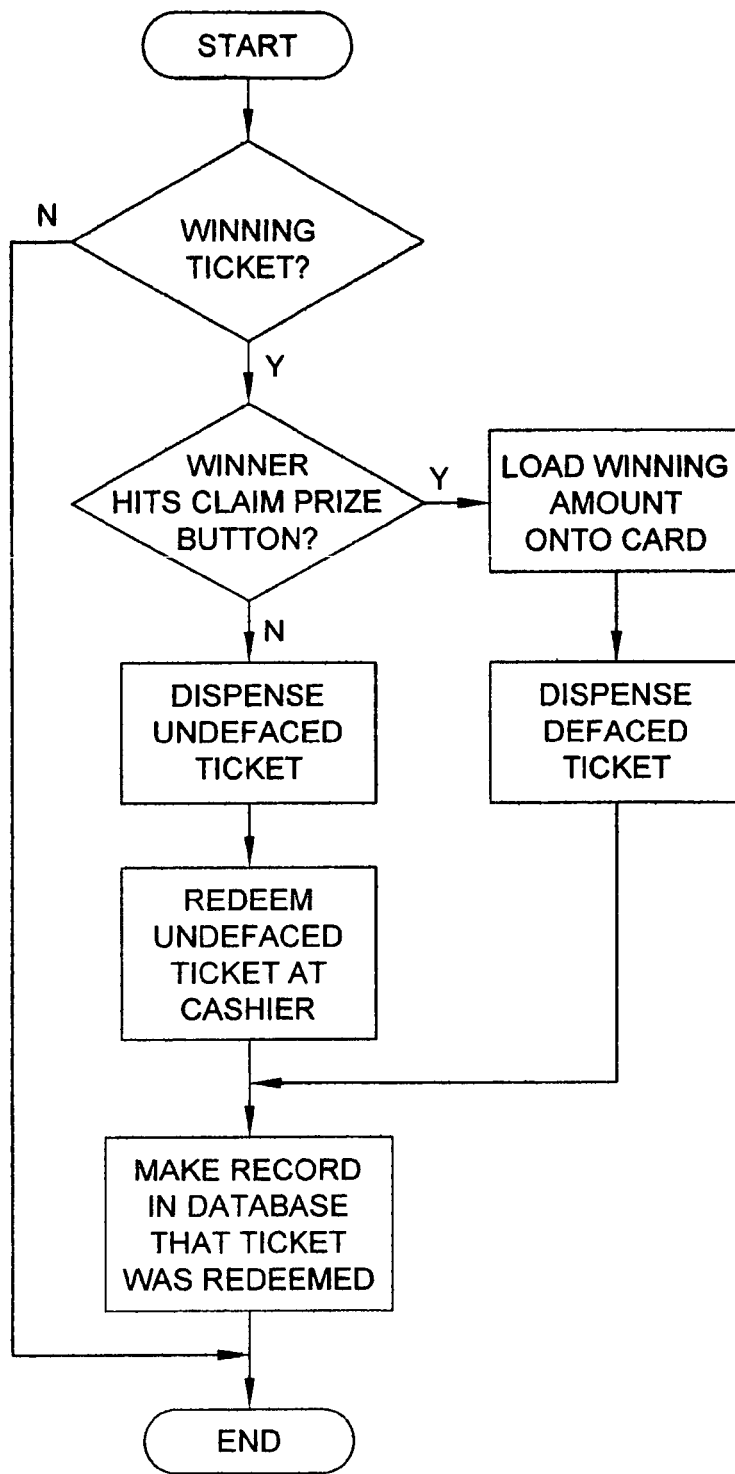 START
N
WINNING
TICKET?
Y
WINNER
HITS CLAIM PRIZE
BUTTON?
Y
LOAD WINNING
AMOUNT
ONTO CARD
N
DISPENSE
UNDEFACED
TICKET
DISPENSE
DEFACED
TICKET
REDEEM
UNDEFACED
TICKET AT
CASHIER
MAKE RECORD
IN DATABASE
THAT TICKET
WAS REDEEMED
END